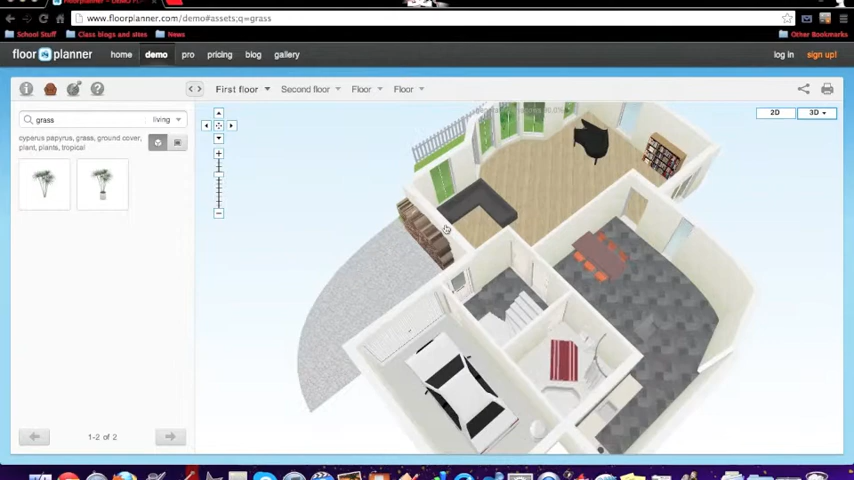 Floorplanner - DEMO
www.floorplanner.com/demo#assets;q=grass
School Stuff
Class blogs and sites
News
Other Bookmarks
floorplanner
home
demo
pro
pricing
blog
gallery
log in
sign up!
First floor
Second floor
Floor
Floor
grass
living
cyperus papyrus, grass, ground cover,
plant, plants, tropical
2D
3D
1-2 of 2